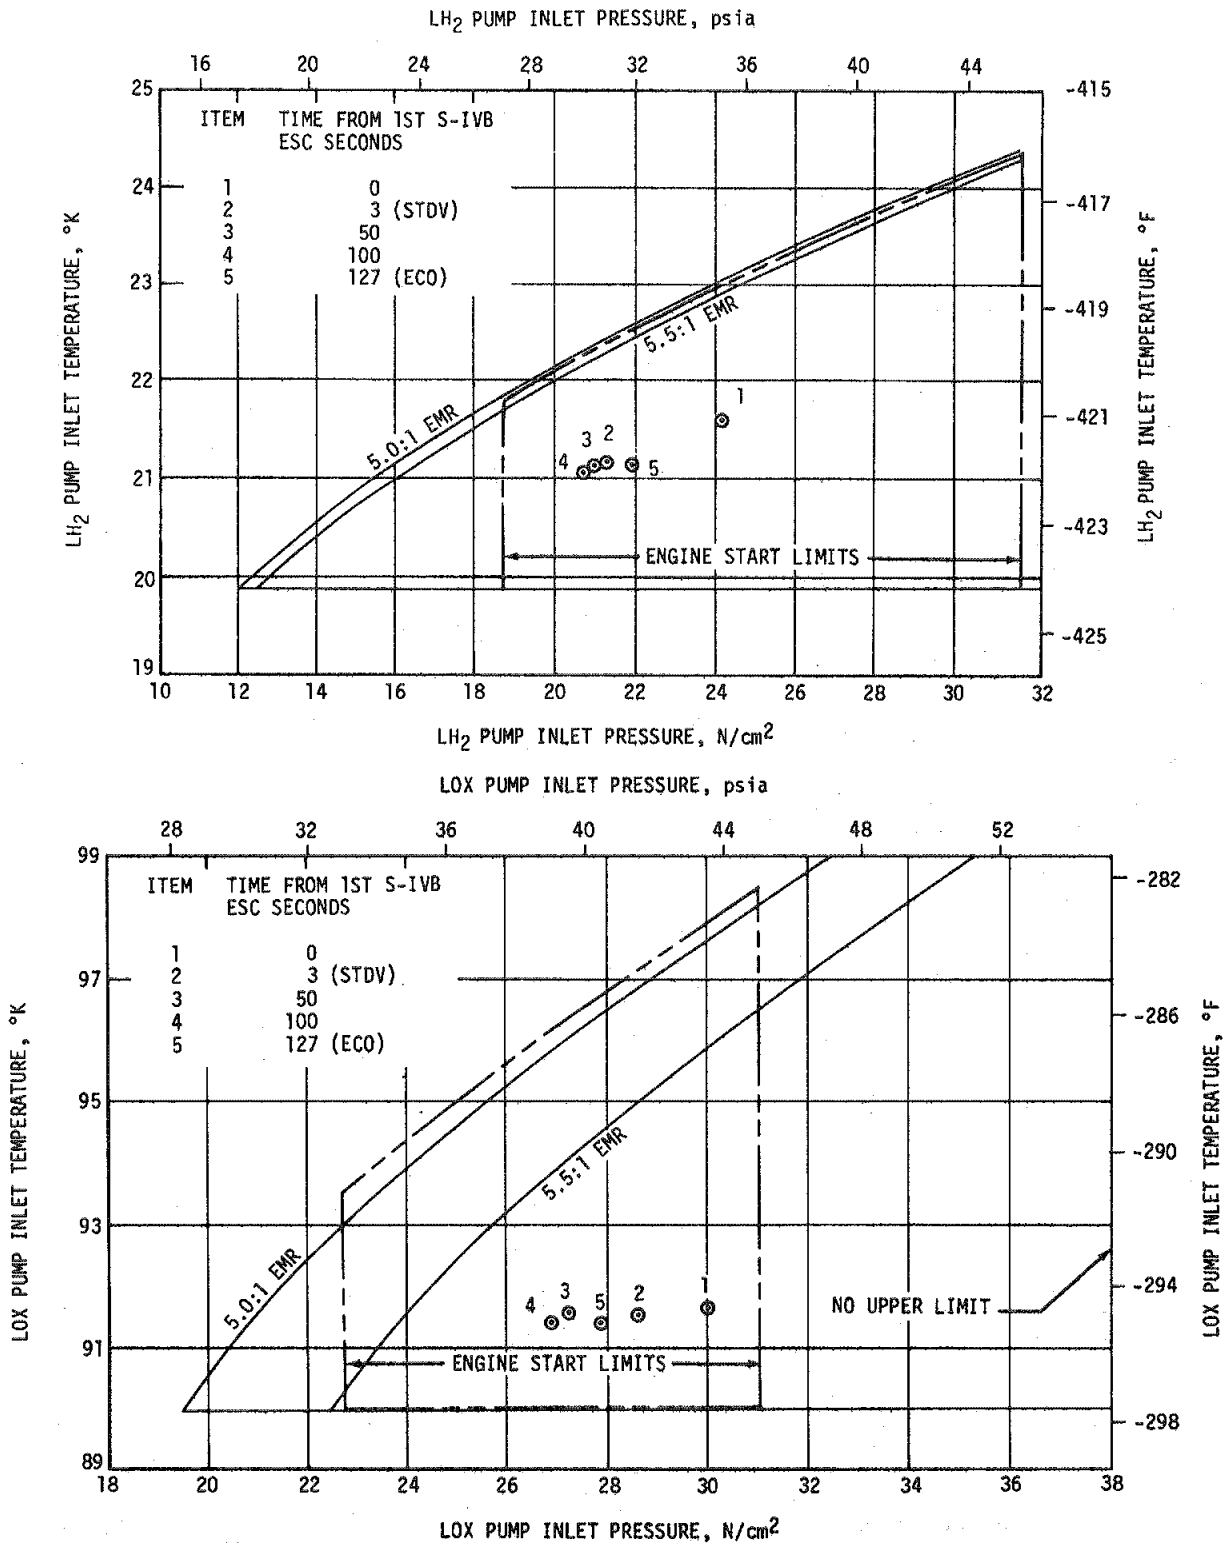 LH2 PUMP INLET PRESSURE, psia
16 20 24 28 32 36 40 44
25
-415
ITEM TIME FROM 1ST S-IVB
ESC SECONDS
1 0
2 3 (STDV)
3 50
4 100
5 127 (ECO)
24
23
22
21
20
19
-417
-419
-421
-423
-425
LH2 PUMP INLET TEMPERATURE, °K
LH2 PUMP INLET TEMPERATURE, °F
5.0:1 EMR
5.5:1 EMR
1
3 2
4
5
ENGINE START LIMITS
10 12 14 16 18 20 22 24 26 28 30 32
LH2 PUMP INLET PRESSURE, N/cm2
LOX PUMP INLET PRESSURE, psia
28 32 36 40 44 48 52
99
ITEM TIME FROM 1ST S-IVB
ESC SECONDS
1 0
2 3 (STDV)
3 50
4 100
5 127 (ECO)
97
95
93
91
89
-282
-286
-290
-294
-298
LOX PUMP INLET TEMPERATURE, °K
LOX PUMP INLET TEMPERATURE, °F
5.0:1 EMR
5.5:1 EMR
4 3 5 2 1
NO UPPER LIMIT
ENGINE START LIMITS
18 20 22 24 26 28 30 32 34 36 38
LOX PUMP INLET PRESSURE, N/cm2